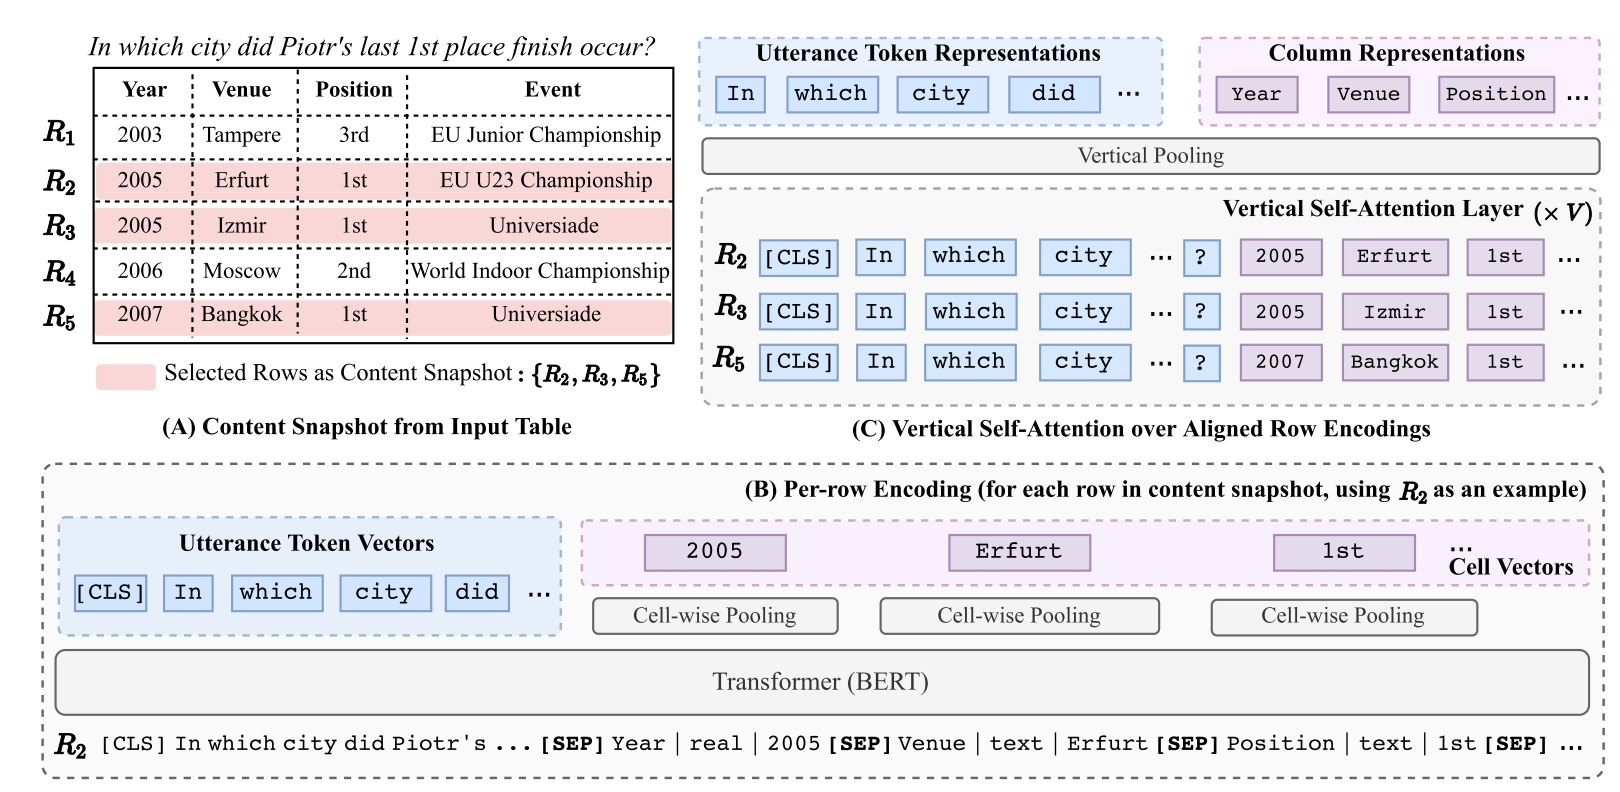 In which city did Piotr's last 1st place finish occur?
Year Venue Position Event
R1 2003 Tampere 3rd EU Junior Championship
R2 2005 Erfurt 1st EU U23 Championship
R3 2005 Izmir 1st Universiade
R4 2006 Moscow 2nd World Indoor Championship
R5 2007 Bangkok 1st Universiade
Selected Rows as Content Snapshot : {R2, R3, R5}
(A) Content Snapshot from Input Table
Utterance Token Representations
In which city did ...
Column Representations
Year Venue Position ...
Vertical Pooling
Vertical Self-Attention Layer (× V)
R2 [CLS] In which city ... ? 2005 Erfurt 1st ...
R3 [CLS] In which city ... ? 2005 Izmir 1st ...
R5 [CLS] In which city ... ? 2007 Bangkok 1st ...
(C) Vertical Self-Attention over Aligned Row Encodings
(B) Per-row Encoding (for each row in content snapshot, using R2 as an example)
Utterance Token Vectors
[CLS] In which city did ...
2005 Erfurt 1st ...
Cell Vectors
Cell-wise Pooling Cell-wise Pooling Cell-wise Pooling
Transformer (BERT)
R2 [CLS] In which city did Piotr's ... [SEP] Year | real | 2005 [SEP] Venue | text | Erfurt [SEP] Position | text | 1st [SEP] ...